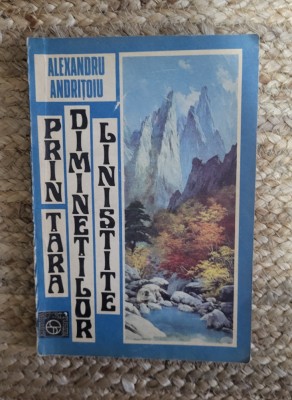 ALEXANDRU
ANDRIȚOIU
PRIN ȚARA
DIMINEȚILOR
LINIȘTITE